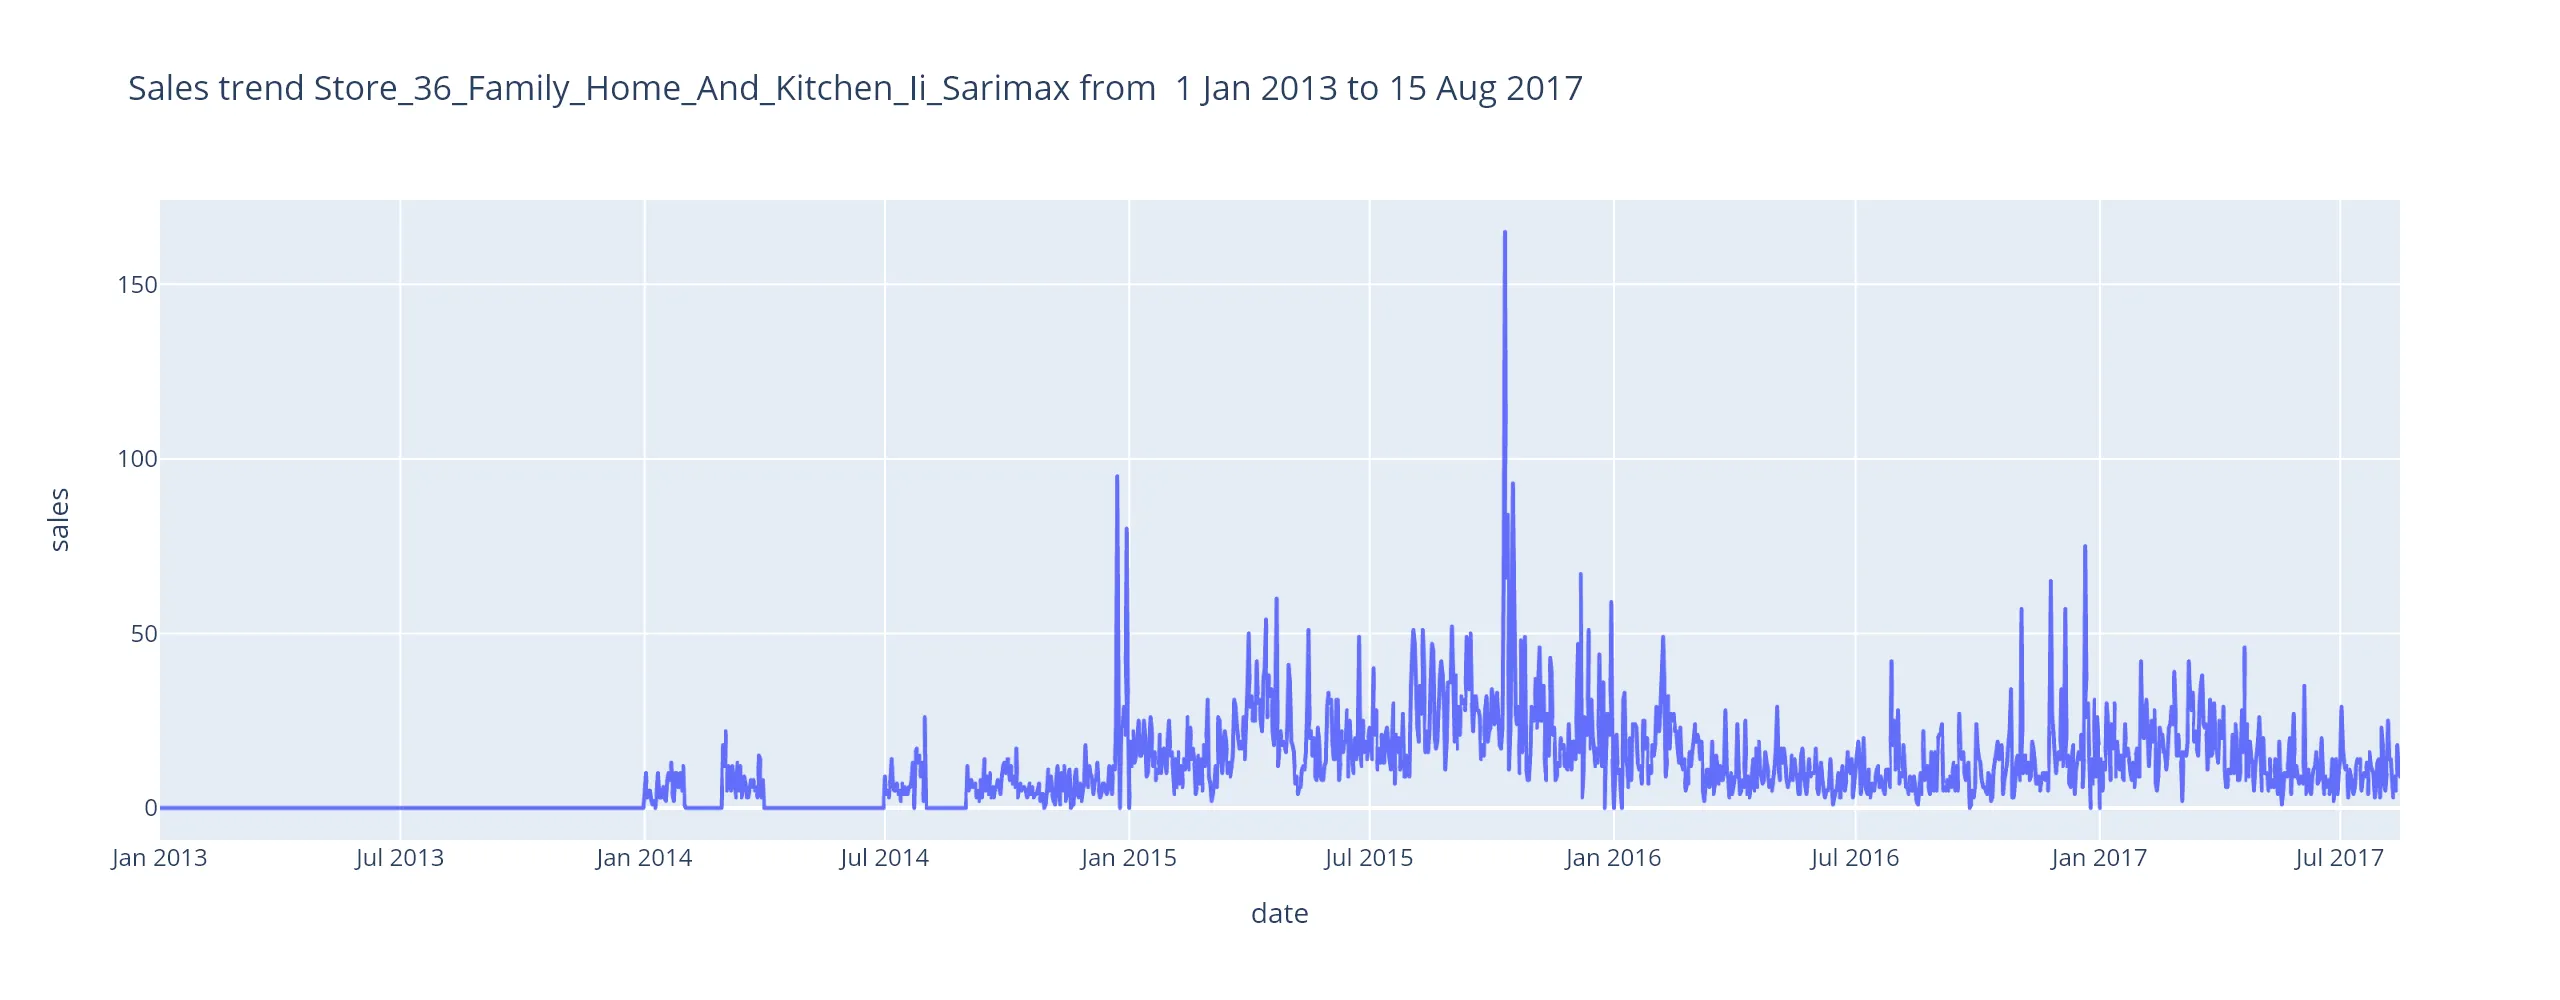 Sales trend Store_36_Family_Home_And_Kitchen_Ii_Sarimax from  1 Jan 2013 to 15 Aug 2017
150
100
50
0
sales
Jan 2013 Jul 2013 Jan 2014 Jul 2014 Jan 2015 Jul 2015 Jan 2016 Jul 2016 Jan 2017 Jul 2017
date